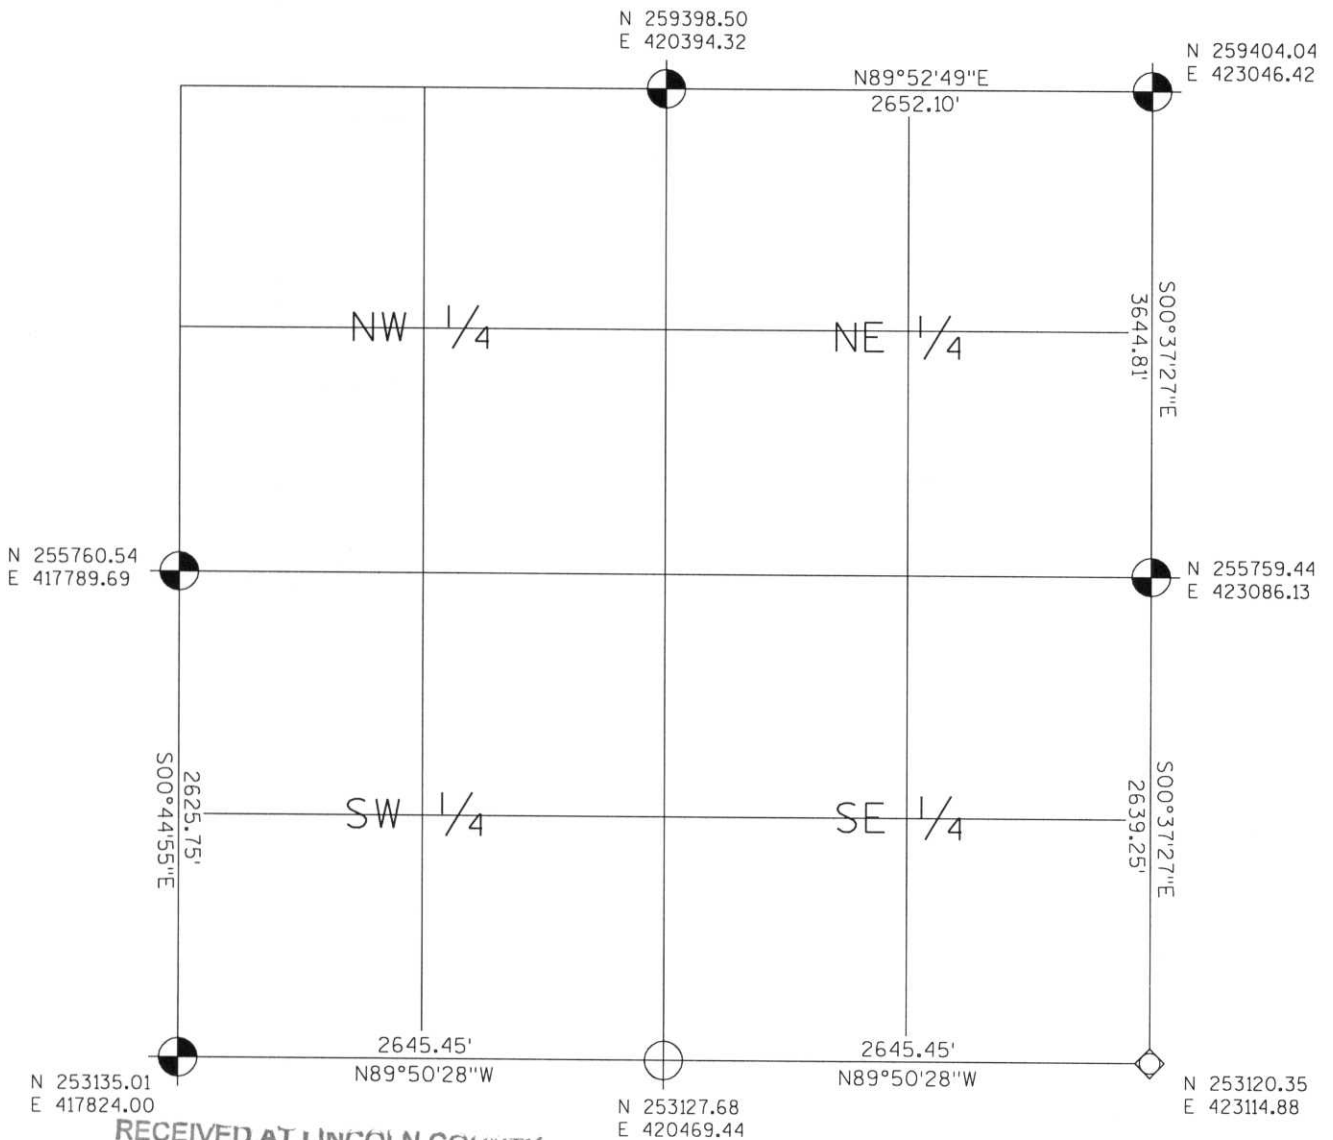 N 259398.50
E 420394.32
N 259404.04
E 423046.42
N89°52'49"E
2652.10'
NW 1/4
NE 1/4
S00°37'27"E
3644.81'
N 255760.54
E 417789.69
N 255759.44
E 423086.13
S00°44'55"E
2625.75'
SW 1/4
SE 1/4
S00°37'27"E
2639.25'
2645.45'
N89°50'28"W
2645.45'
N89°50'28"W
N 253135.01
E 417824.00
N 253127.68
E 420469.44
N 253120.35
E 423114.88
RECEIVED AT LINCOLN COUNTY